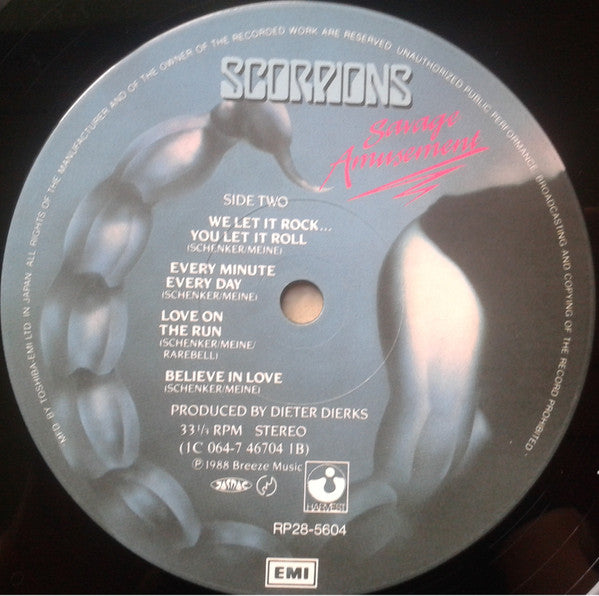 ALL RIGHTS OF THE MANUFACTURER AND OF THE OWNER OF THE RECORDED WORK ARE RESERVED. UNAUTHORIZED PUBLIC PERFORMANCE BROADCASTING AND COPYING OF THE RECORD PROHIBITED.
SCORPIONS
Savage
Amusement
SIDE TWO
WE LET IT ROCK...
YOU LET IT ROLL
(SCHENKER/MEINE)
EVERY MINUTE
EVERY DAY
(SCHENKER/MEINE)
LOVE ON
THE RUN
(SCHENKER/MEINE/
RAREBELL)
BELIEVE IN LOVE
(SCHENKER/MEINE)
PRODUCED BY DIETER DIERKS
33⅓ RPM STEREO
(1C 064-7 46704 1B)
Ⓟ 1988 Breeze Music
JASRAC
HARVEST
RP28-5604
EMI
MFD BY TOSHIBA-EMI LTD. IN JAPAN